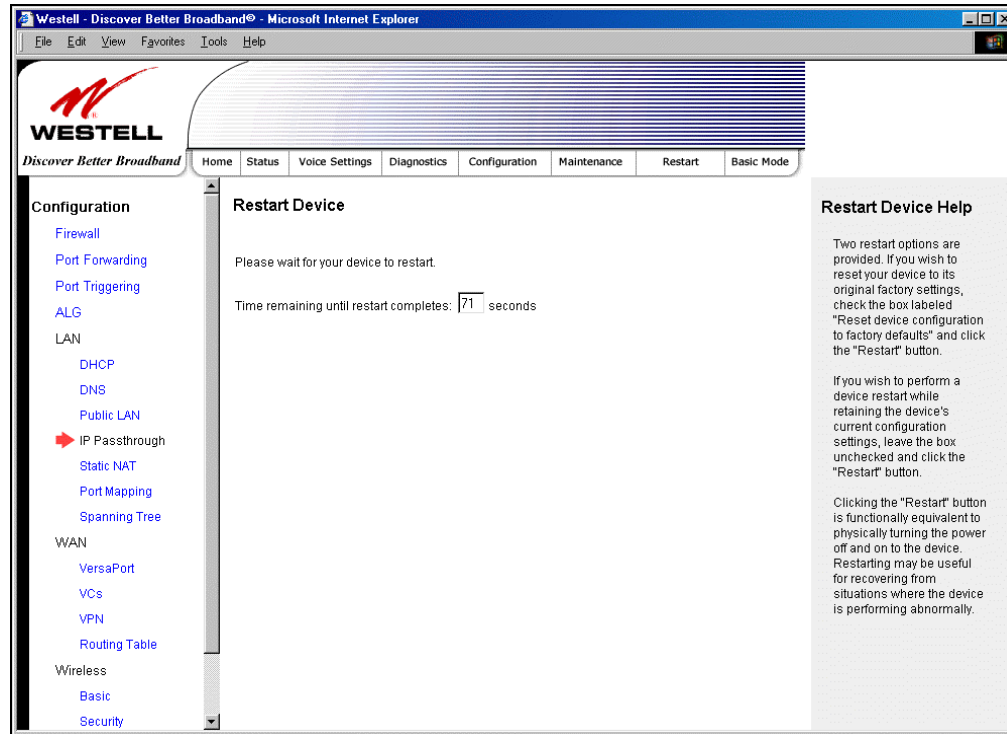 Westell - Discover Better Broadband® - Microsoft Internet Explorer
File Edit View Favorites Tools Help
WESTELL
Discover Better Broadband
Home Status Voice Settings Diagnostics Configuration Maintenance Restart Basic Mode
Configuration
Firewall
Port Forwarding
Port Triggering
ALG
LAN
DHCP
DNS
Public LAN
IP Passthrough
Static NAT
Port Mapping
Spanning Tree
WAN
VersaPort
VCs
VPN
Routing Table
Wireless
Basic
Security
Restart Device
Please wait for your device to restart.
Time remaining until restart completes: 71 seconds
Restart Device Help
Two restart options are
provided. If you wish to
reset your device to its
original factory settings,
check the box labeled
"Reset device configuration
to factory defaults" and click
the "Restart" button.
If you wish to perform a
device restart while
retaining the device's
current configuration
settings, leave the box
unchecked and click the
"Restart" button.
Clicking the "Restart" button
is functionally equivalent to
physically turning the power
off and on to the device.
Restarting may be useful
for recovering from
situations where the device
is performing abnormally.